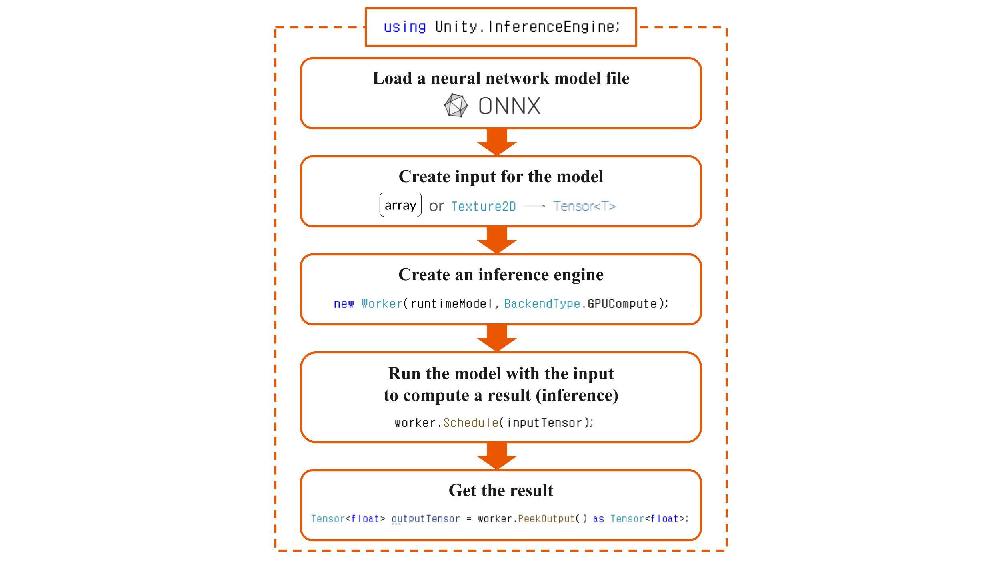 using Unity.InferenceEngine;
Load a neural network model file
ONNX
Create input for the model
[array] or Texture2D → Tensor<T>
Create an inference engine
new Worker(runtimeModel, BackendType.GPUCompute);
Run the model with the input
to compute a result (inference)
worker.Schedule(inputTensor);
Get the result
Tensor<float> outputTensor = worker.PeekOutput() as Tensor<float>;